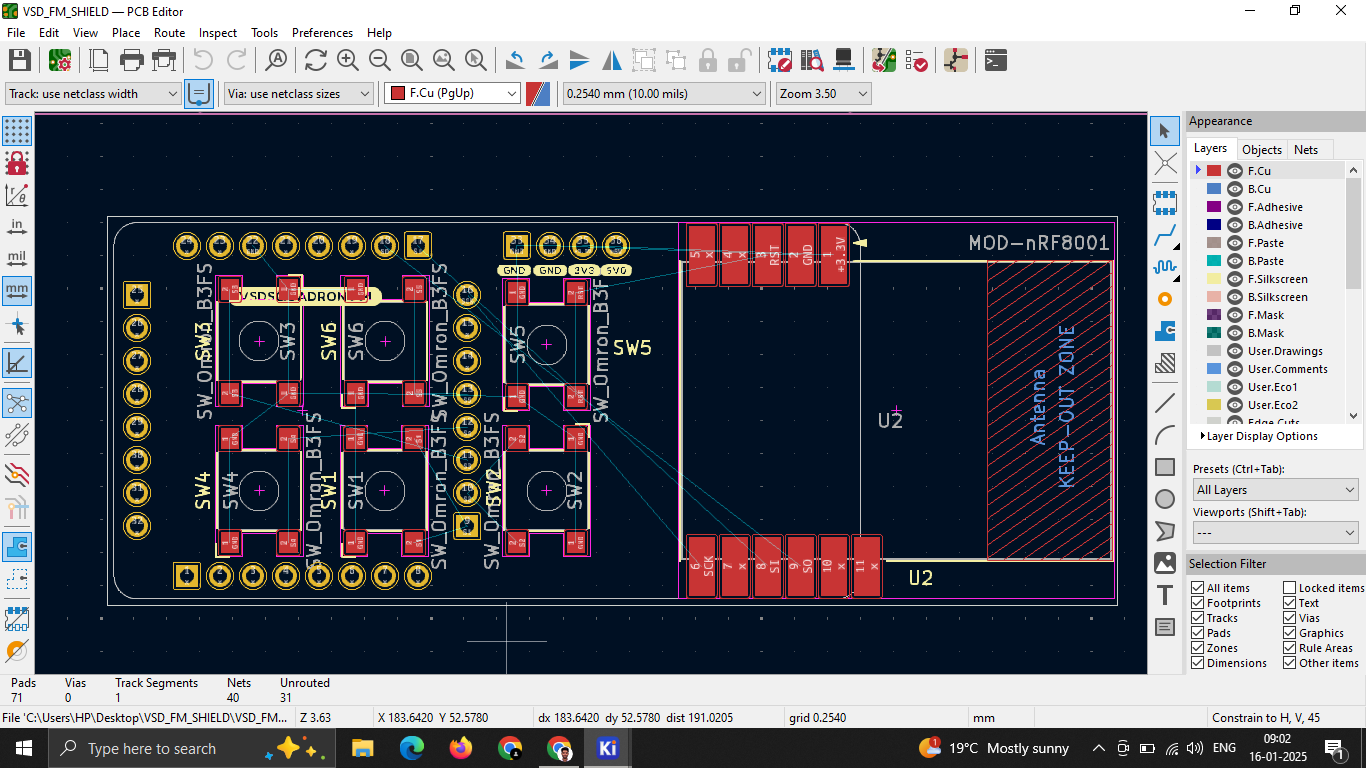 VSD_FM_SHIELD — PCB Editor
File Edit View Place Route Inspect Tools Preferences Help
Track: use netclass width
Via: use netclass sizes
F.Cu (PgUp)
0.2540 mm (10.00 mils)
Zoom 3.50
in
mil
mm
GND GND 3V3 5V0
MOD-nRF8001
5 x
4 x
3 RST
2 GND
1 +3.3V
SW3
SW3
SW_Omron_B3FS
SW6
SW6
SW_Omron_B3FS
SW5
SW5
SW_Omron_B3FS
SW4
SW4
SW_Omron_B3FS
SW1
SW1
SW_Omron_B3FS
SW2
SW2
SW_Omron_B3FS
U2
Antenna
KEEP-OUT ZONE
6 SCK
7 x
8 SI
9 SO
10 x
11 x
U2
Appearance
Layers Objects Nets
F.Cu
B.Cu
F.Adhesive
B.Adhesive
F.Paste
B.Paste
F.Silkscreen
B.Silkscreen
F.Mask
B.Mask
User.Drawings
User.Comments
User.Eco1
User.Eco2
Edge.Cuts
Layer Display Options
Presets (Ctrl+Tab):
All Layers
Viewports (Shift+Tab):
---
Selection Filter
All items Locked items
Footprints Text
Tracks Vias
Pads Graphics
Zones Rule Areas
Dimensions Other items
Pads Vias Track Segments Nets Unrouted
71 0 1 40 31
File 'C:\Users\HP\Desktop\VSD_FM_SHIELD\VSD_FM... Z 3.63 X 183.6420 Y 52.5780 dx 183.6420 dy 52.5780 dist 191.0205 grid 0.2540 mm Constrain to H, V, 45
Type here to search
Ki
19°C Mostly sunny
ENG
09:02
16-01-2025
1